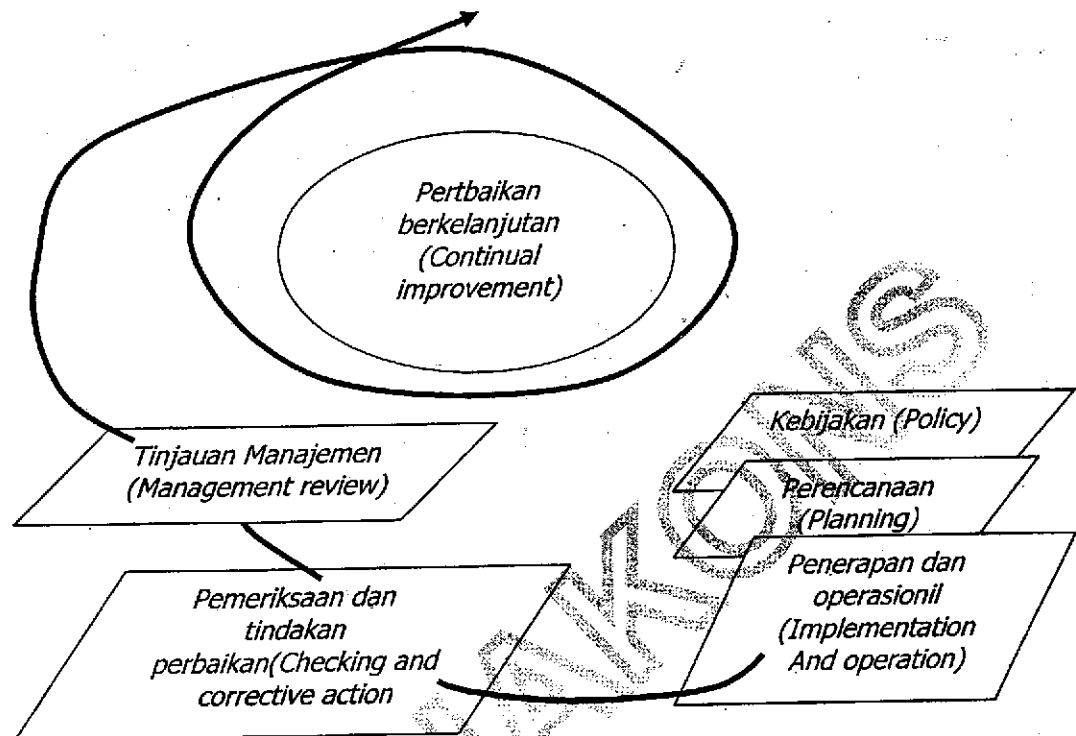 Pertbaikan
berkelanjutan
(Continual
improvement)
Kebijakan (Policy)
Tinjauan Manajemen
(Management review)
Perencanaan
(Planning)
Penerapan dan
operasionil
(Implementation
And operation)
Pemeriksaan dan
tindakan
perbaikan(Checking and
corrective action